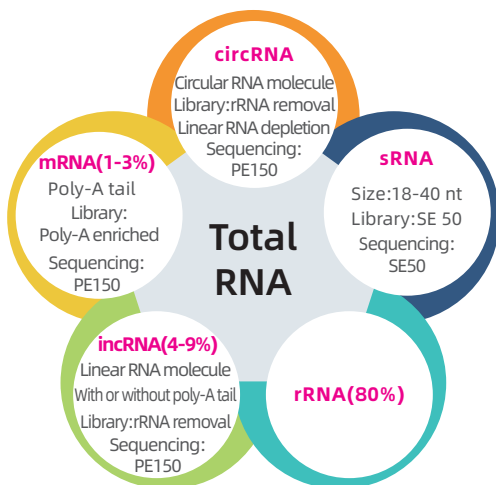 circRNA
Circular RNA molecule
Library:rRNA removal
Linear RNA depletion
Sequencing:
PE150
mRNA(1-3%)
Poly-A tail
Library:
Poly-A enriched
Sequencing:
PE150
sRNA
Size:18-40 nt
Library:SE 50
Sequencing:
SE50
Total
RNA
incRNA(4-9%)
Linear RNA molecule
With or without poly-A tail
Library:rRNA removal
Sequencing:
PE150
rRNA(80%)